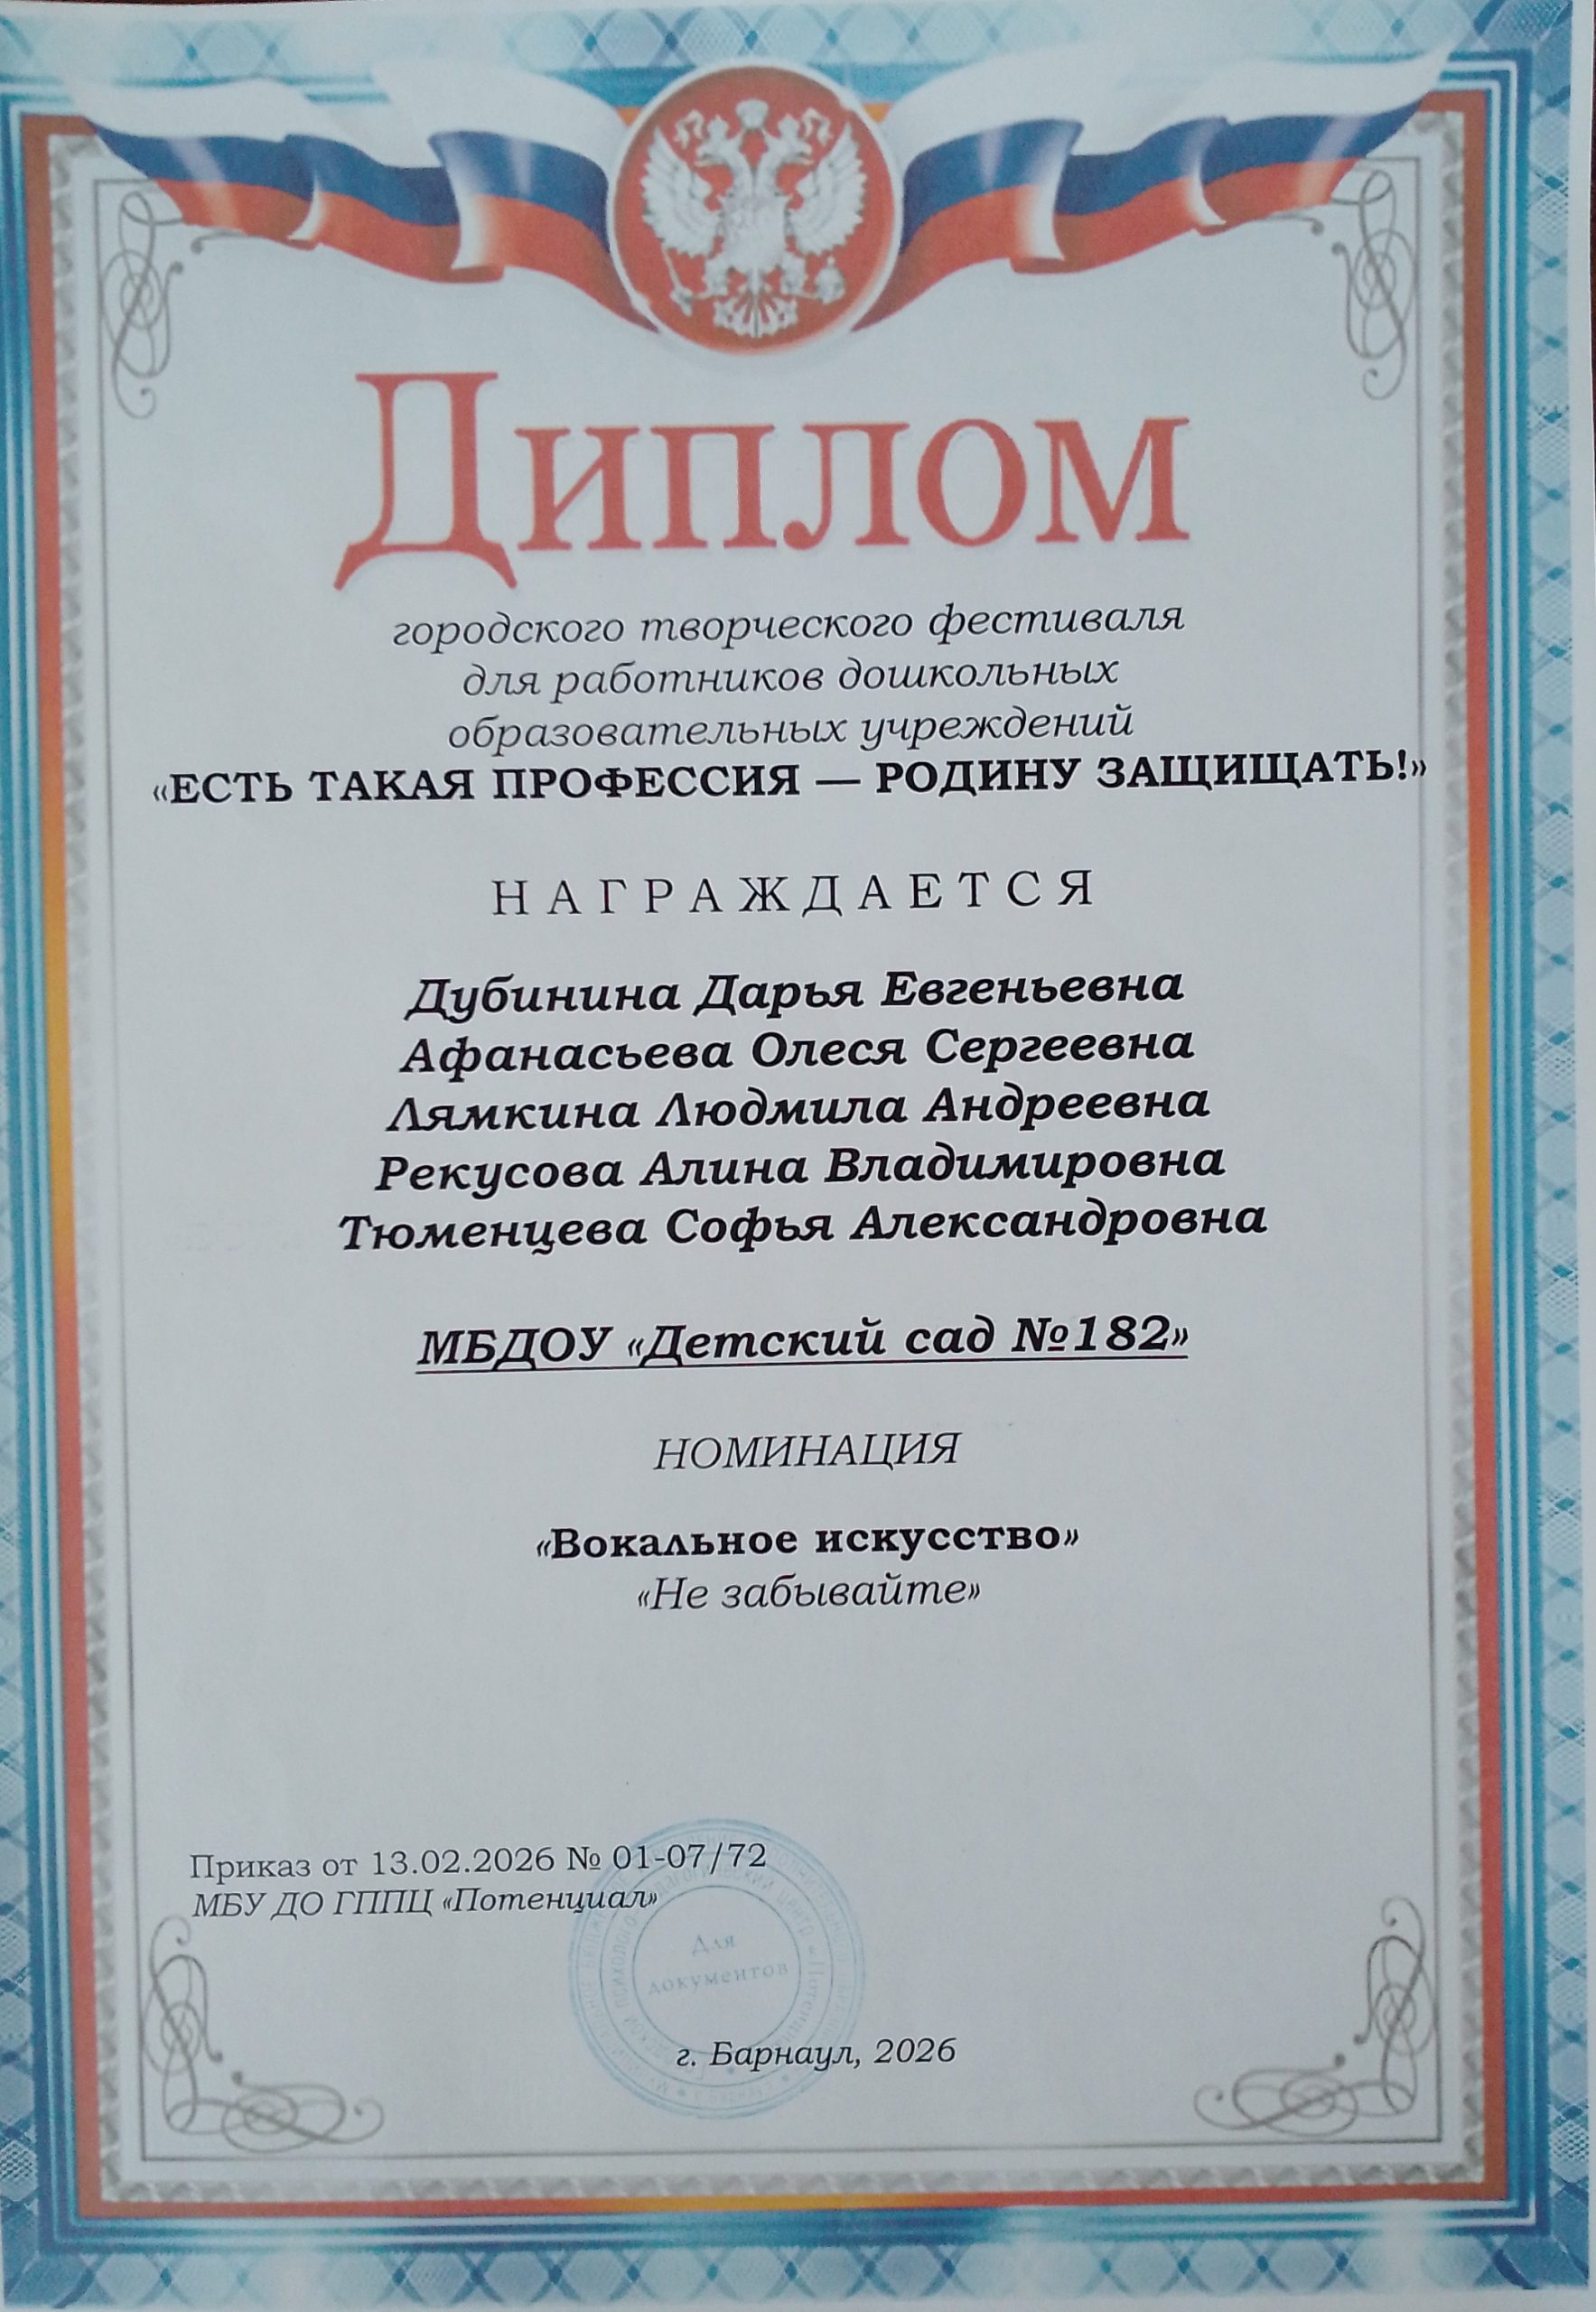 Диплом
городского творческого фестиваля
для работников дошкольных
образовательных учреждений
«ЕСТЬ ТАКАЯ ПРОФЕССИЯ — РОДИНУ ЗАЩИЩАТЬ!»
НАГРАЖДАЕТСЯ
Дубинина Дарья Евгеньевна
Афанасьева Олеся Сергеевна
Лямкина Людмила Андреевна
Рекусова Алина Владимировна
Тюменцева Софья Александровна
МБДОУ «Детский сад №182»
НОМИНАЦИЯ
«Вокальное искусство»
«Не забывайте»
Приказ от 13.02.2026 № 01-07/72
МБУ ДО ГППЦ «Потенциал»
Для
документов
г. Барнаул, 2026